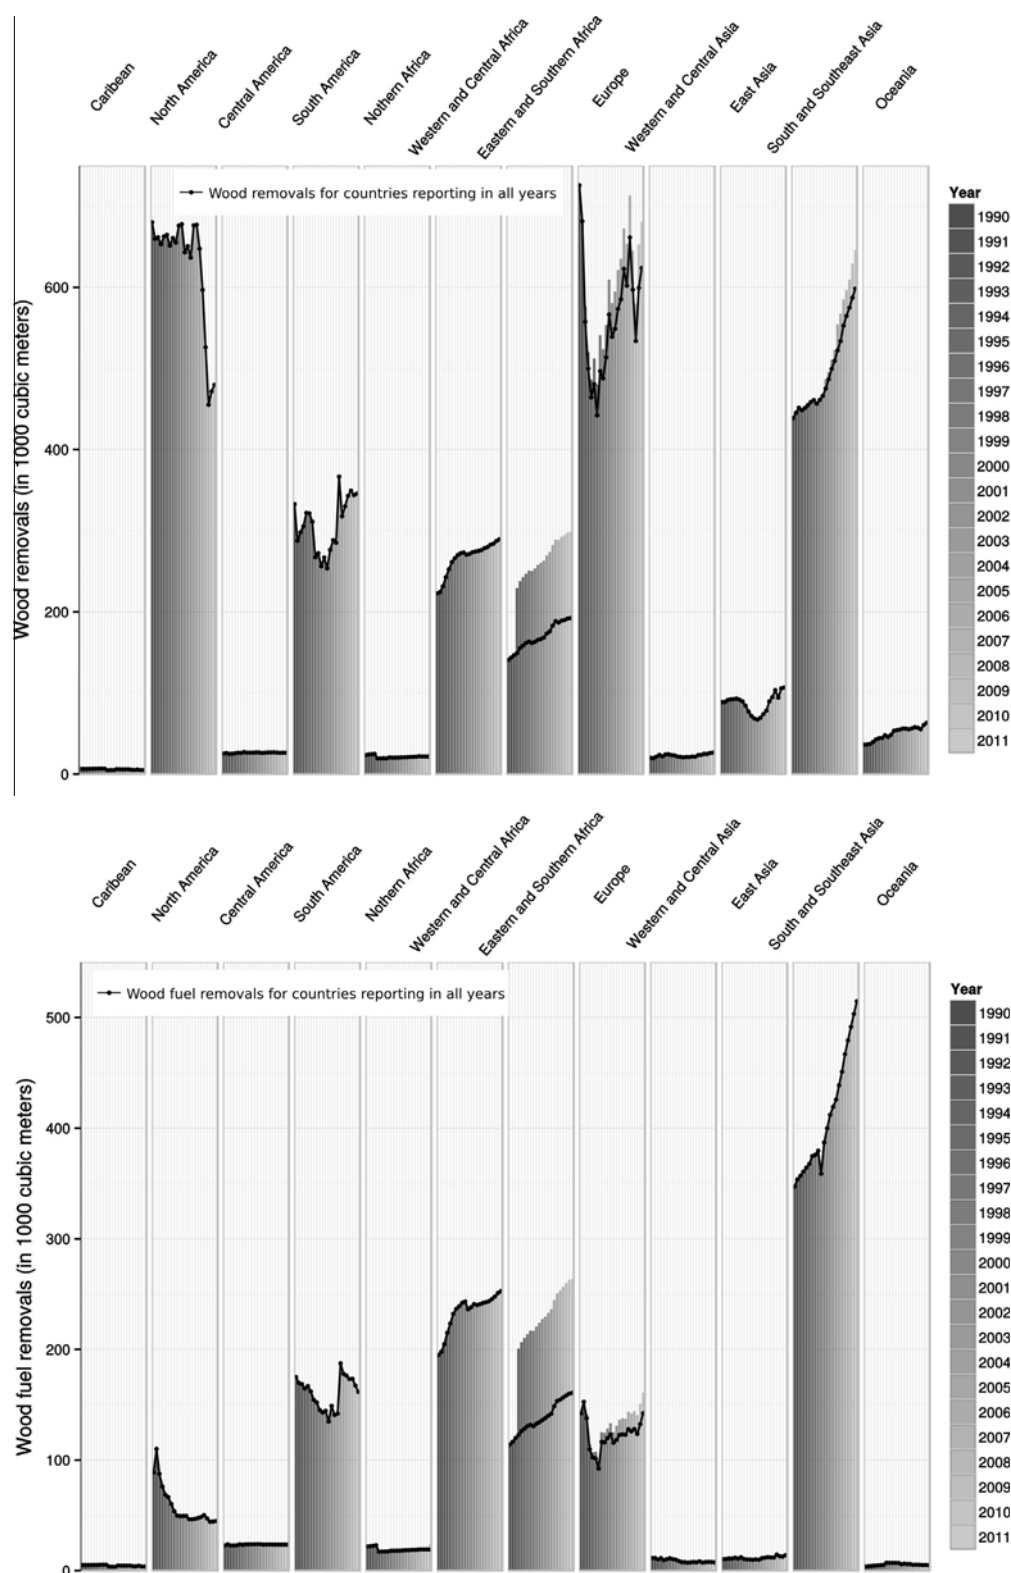 Caribean
North America
Central America
South America
Nothern Africa
Western and Central Africa
Eastern and Southern Africa
Europe
Western and Central Asia
East Asia
South and Southeast Asia
Oceania
Wood removals for countries reporting in all years
Wood removals (in 1000 cubic meters)
600
400
200
0
Year
1990
1991
1992
1993
1994
1995
1996
1997
1998
1999
2000
2001
2002
2003
2004
2005
2006
2007
2008
2009
2010
2011
Caribean
North America
Central America
South America
Nothern Africa
Western and Central Africa
Eastern and Southern Africa
Europe
Western and Central Asia
East Asia
South and Southeast Asia
Oceania
Wood fuel removals for countries reporting in all years
Wood fuel removals (in 1000 cubic meters)
500
400
300
200
100
0
Year
1990
1991
1992
1993
1994
1995
1996
1997
1998
1999
2000
2001
2002
2003
2004
2005
2006
2007
2008
2009
2010
2011